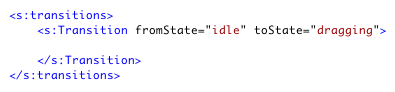 <s:transitions>
    <s:Transition fromState="idle" toState="dragging">

    </s:Transition>
</s:transitions>